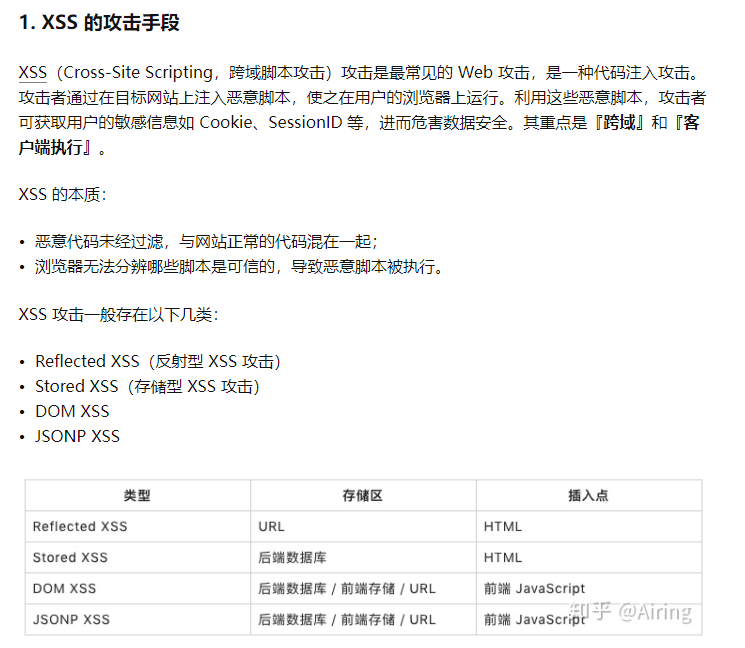 1. XSS 的攻击手段
XSS（Cross-Site Scripting，跨域脚本攻击）攻击是最常见的 Web 攻击，是一种代码注入攻击。
攻击者通过在目标网站上注入恶意脚本，使之在用户的浏览器上运行。利用这些恶意脚本，攻击者
可获取用户的敏感信息如 Cookie、SessionID 等，进而危害数据安全。其重点是『跨域』和『客
户端执行』。
XSS 的本质：
• 恶意代码未经过滤，与网站正常的代码混在一起；
• 浏览器无法分辨哪些脚本是可信的，导致恶意脚本被执行。
XSS 攻击一般存在以下几类：
• Reflected XSS（反射型 XSS 攻击）
• Stored XSS（存储型 XSS 攻击）
• DOM XSS
• JSONP XSS
类型 存储区 插入点
Reflected XSS URL HTML
Stored XSS 后端数据库 HTML
DOM XSS 后端数据库 / 前端存储 / URL 前端 JavaScript
JSONP XSS 后端数据库 / 前端存储 / URL 前端 JavaScript
知乎 @Airing